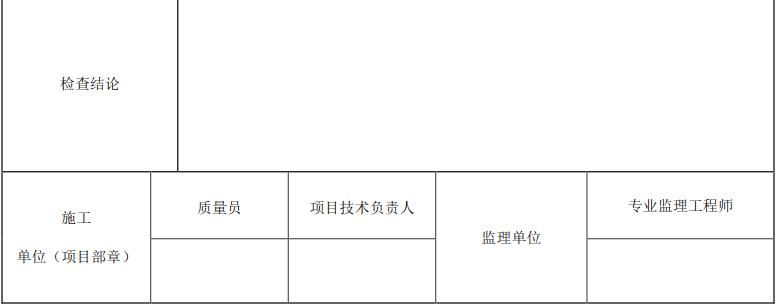 检查结论
施工
单位（项目部章）
质量员
项目技术负责人
监理单位
专业监理工程师